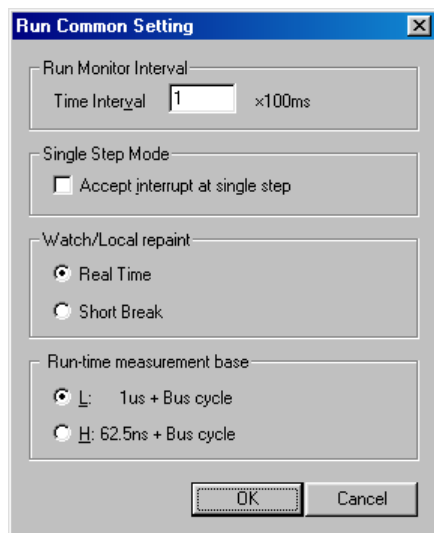 Run Common Setting
Run Monitor Interval
Time Interval 1 ×100ms
Single Step Mode
Accept interrupt at single step
Watch/Local repaint
Real Time
Short Break
Run-time measurement base
L: 1us + Bus cycle
H: 62.5ns + Bus cycle
OK Cancel